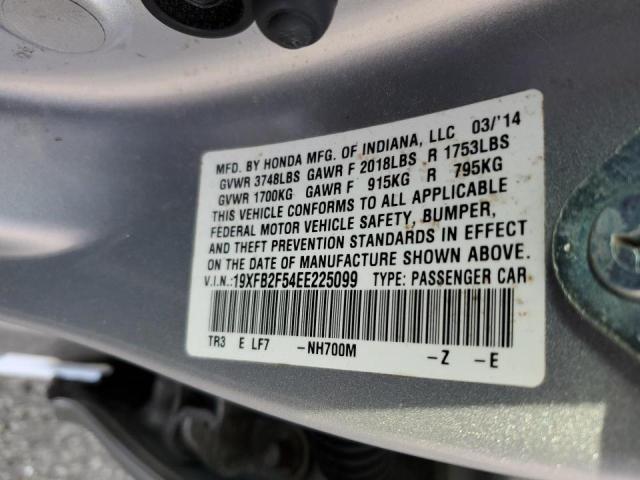 MFD. BY HONDA MFG. OF INDIANA, LLC 03/'14
GVWR 3748LBS GAWR F 2018LBS R 1753LBS
GVWR 1700KG GAWR F 915KG R 795KG
THIS VEHICLE CONFORMS TO ALL APPLICABLE
FEDERAL MOTOR VEHICLE SAFETY, BUMPER,
AND THEFT PREVENTION STANDARDS IN EFFECT
ON THE DATE OF MANUFACTURE SHOWN ABOVE.
V.I.N.:19XFB2F54EE225099 TYPE: PASSENGER CAR
TR3 E LF7 -NH700M -Z -E